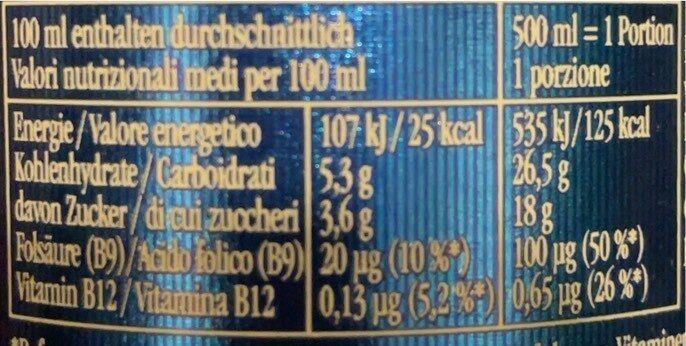 100 ml enthalten durchschnittlich 500 ml = 1 Portion
Valori nutrizionali medi per 100 ml 1 porzione
Energie / Valore energetico 107 kJ / 25 kcal 535 kJ/125 kcal
Kohlenhydrate / Carboidrati 5,3 g 26,5 g
davon Zucker / di cui zuccheri 3,6 g 18 g
Folsäure (B9)/Acido folico (B9) 20 µg (10 %*) 100 µg (50 %*)
Vitamin B12 / Vitamina B12 0,13 µg (5,2 %*) 0,65 µg (26 %*)